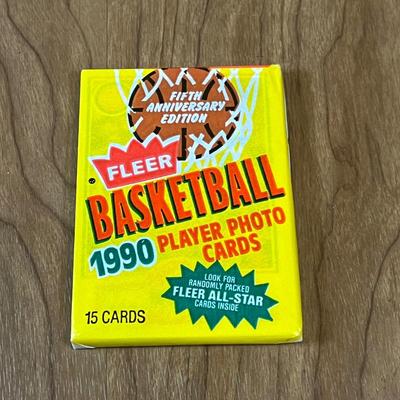 FIFTH
ANNIVERSARY
EDITION
FLEER
BASKETBALL
1990 PLAYER PHOTO
CARDS
LOOK FOR
RANDOMLY PACKED
FLEER ALL-STAR
CARDS INSIDE
15 CARDS